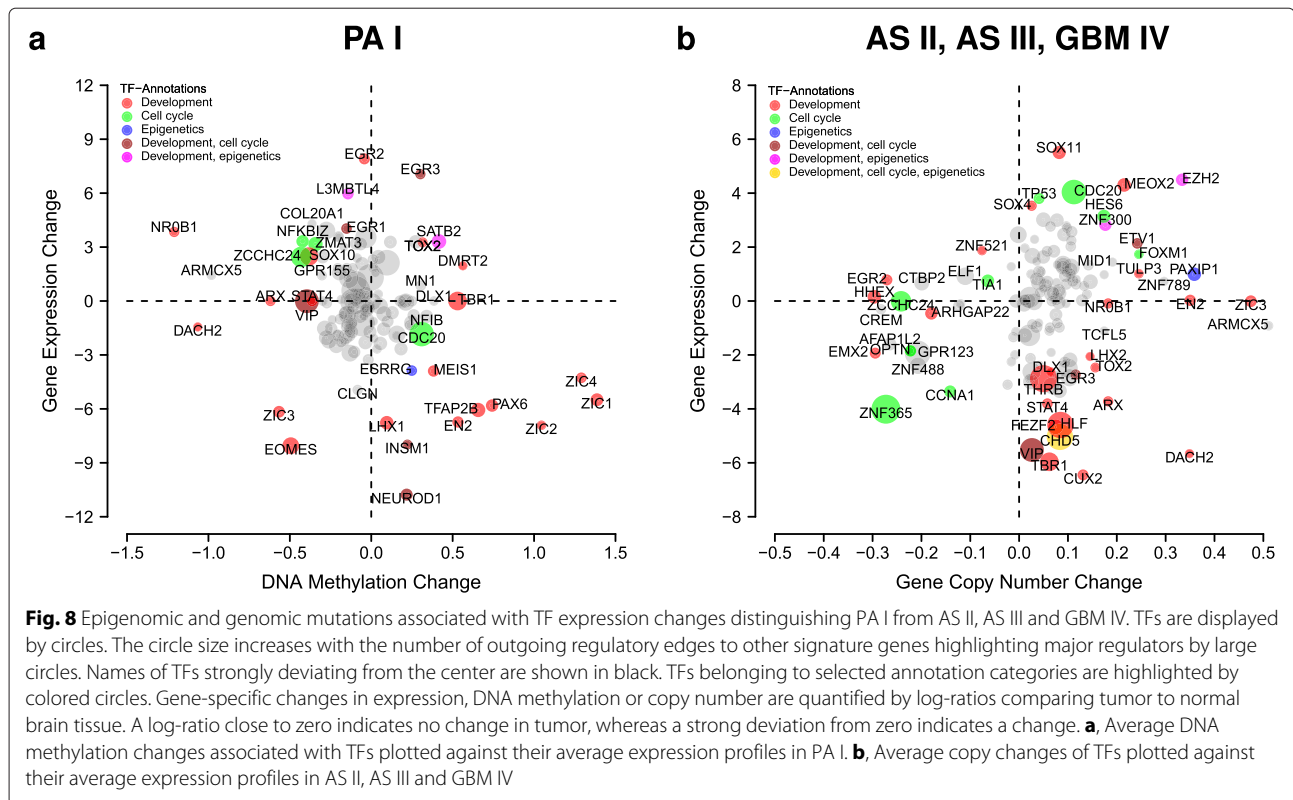 a
PA I
12
9
6
3
0
−3
−6
−9
−12
Gene Expression Change
TF−Annotations
Development
Cell cycle
Epigenetics
Development, cell cycle
Development, epigenetics
EGR2
EGR3
L3MBTL4
COL20A1
NR0B1
NFKBIZ
EGR1
SATB2
ZMAT3
TOX2
ZCCHC24
SOX10
DMRT2
GPR155
ARMCX5
MN1
ARX
STAT4
DLX1
TBR1
VIP
NFIB
DACH2
CDC20
ESRRG
MEIS1
ZIC4
CLGN
ZIC1
PAX6
TFAP2B
ZIC3
LHX1
EN2
ZIC2
EOMES
INSM1
NEUROD1
−1.5
−1.0
−0.5
0.0
0.5
1.0
1.5
DNA Methylation Change
b
AS II, AS III, GBM IV
8
6
4
2
0
−2
−4
−6
−8
Gene Expression Change
TF−Annotations
Development
Cell cycle
Epigenetics
Development, cell cycle
Development, epigenetics
Development, cell cycle, epigenetics
SOX11
EZH2
MEOX2
CDC20
TP53
SOX4
HES6
ZNF300
ETV1
ZNF521
FOXM1
MID1
TULP3
PAXIP1
ELF1
EGR2
CTBP2
TIA1
ZNF789
HHEX
ZCCHC24
NR0B1
EN2
ZIC3
ARHGAP22
CREM
ARMCX5
TCFL5
AFAP1L2
EMX2
OPTN
GPR123
LHX2
TOX2
ZNF488
DLX1
EGR3
THRB
CCNA1
ARX
STAT4
ZNF365
FEZF2
HLF
CHD5
VIP
TBR1
DACH2
CUX2
−0.5
−0.4
−0.3
−0.2
−0.1
0.0
0.1
0.2
0.3
0.4
0.5
Gene Copy Number Change
Fig. 8 Epigenomic and genomic mutations associated with TF expression changes distinguishing PA I from AS II, AS III and GBM IV. TFs are displayed
by circles. The circle size increases with the number of outgoing regulatory edges to other signature genes highlighting major regulators by large
circles. Names of TFs strongly deviating from the center are shown in black. TFs belonging to selected annotation categories are highlighted by
colored circles. Gene-specific changes in expression, DNA methylation or copy number are quantified by log-ratios comparing tumor to normal
brain tissue. A log-ratio close to zero indicates no change in tumor, whereas a strong deviation from zero indicates a change. a, Average DNA
methylation changes associated with TFs plotted against their average expression profiles in PA I. b, Average copy changes of TFs plotted against
their average expression profiles in AS II, AS III and GBM IV